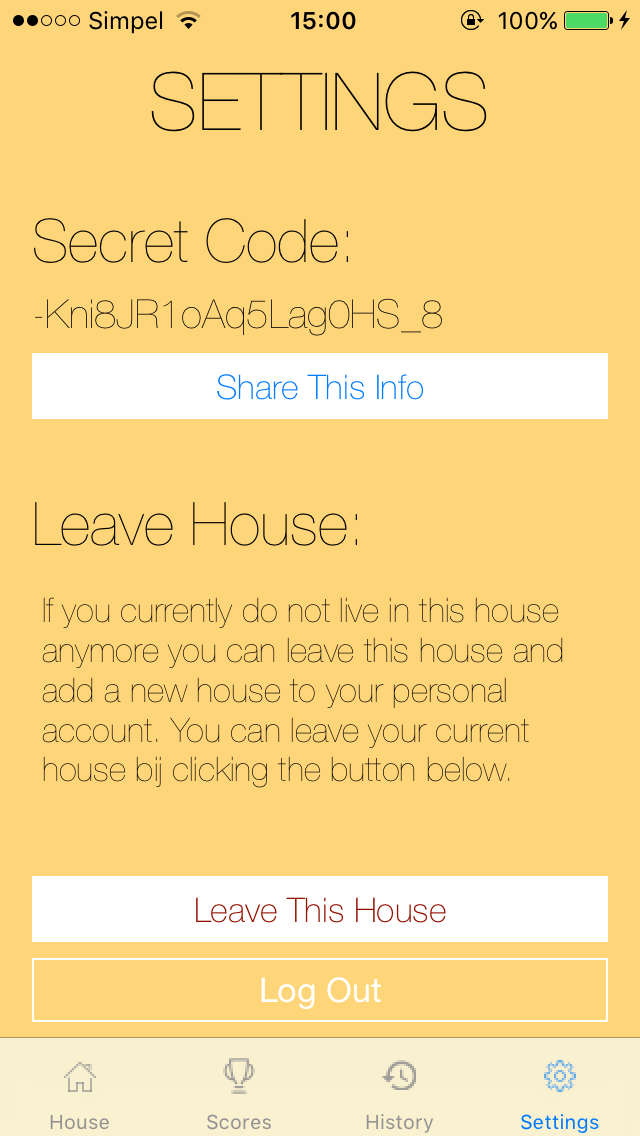 Simpel 15:00 100%
SETTINGS
Secret Code:
-Kni8JR1oAq5Lag0HS_8
Share This Info
Leave House:
If you currently do not live in this house
anymore you can leave this house and
add a new house to your personal
account. You can leave your current
house bij clicking the button below.
Leave This House
Log Out
House Scores History Settings